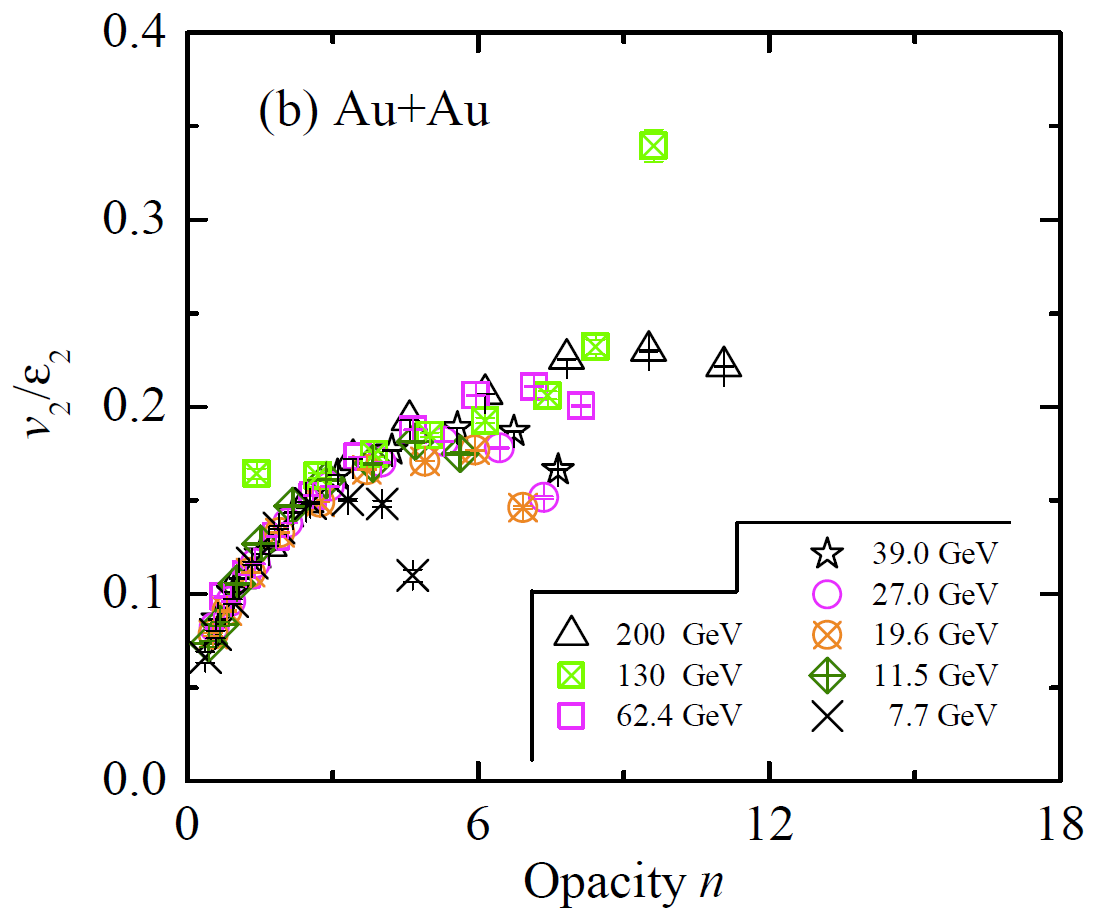 0.4
(b) Au+Au
0.3
0.2
v₂/ε₂
0.1
0.0
39.0 GeV
27.0 GeV
200 GeV
19.6 GeV
130 GeV
11.5 GeV
62.4 GeV
7.7 GeV
0 6 12 18
Opacity n